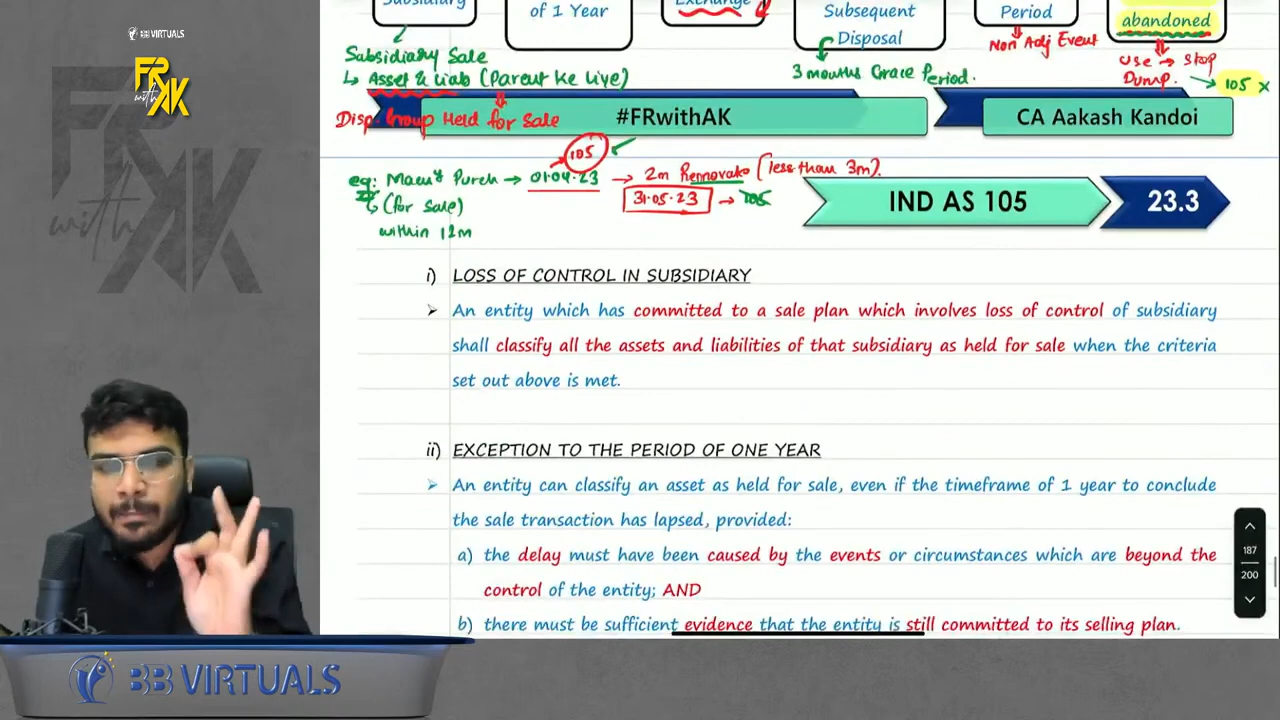 BB VIRTUALS
FR
with
AK
Subsidiary
of 1 Year
Exchange
Subsequent
Disposal
Period
abandoned
Subsidiary Sale
↳ Asset & Liab (Parent ke liye)
Disp. Group Held for Sale
3 months Grace Period.
Non Adj Event
Use → Stop
Dump.
→ 105 x
#FRwithAK
CA Aakash Kandoi
105
eg: Purch → 01.04.23 → 2m (less than 3m).
↳ (for sale)
within 12m
31.05.23 → 105
IND AS 105
23.3
i) LOSS OF CONTROL IN SUBSIDIARY
➢ An entity which has committed to a sale plan which involves loss of control of subsidiary
shall classify all the assets and liabilities of that subsidiary as held for sale when the criteria
set out above is met.
ii) EXCEPTION TO THE PERIOD OF ONE YEAR
➢ An entity can classify an asset as held for sale, even if the timeframe of 1 year to conclude
the sale transaction has lapsed, provided:
a) the delay must have been caused by the events or circumstances which are beyond the
control of the entity; AND
b) there must be sufficient evidence that the entity is still committed to its selling plan.
187
200
BB VIRTUALS